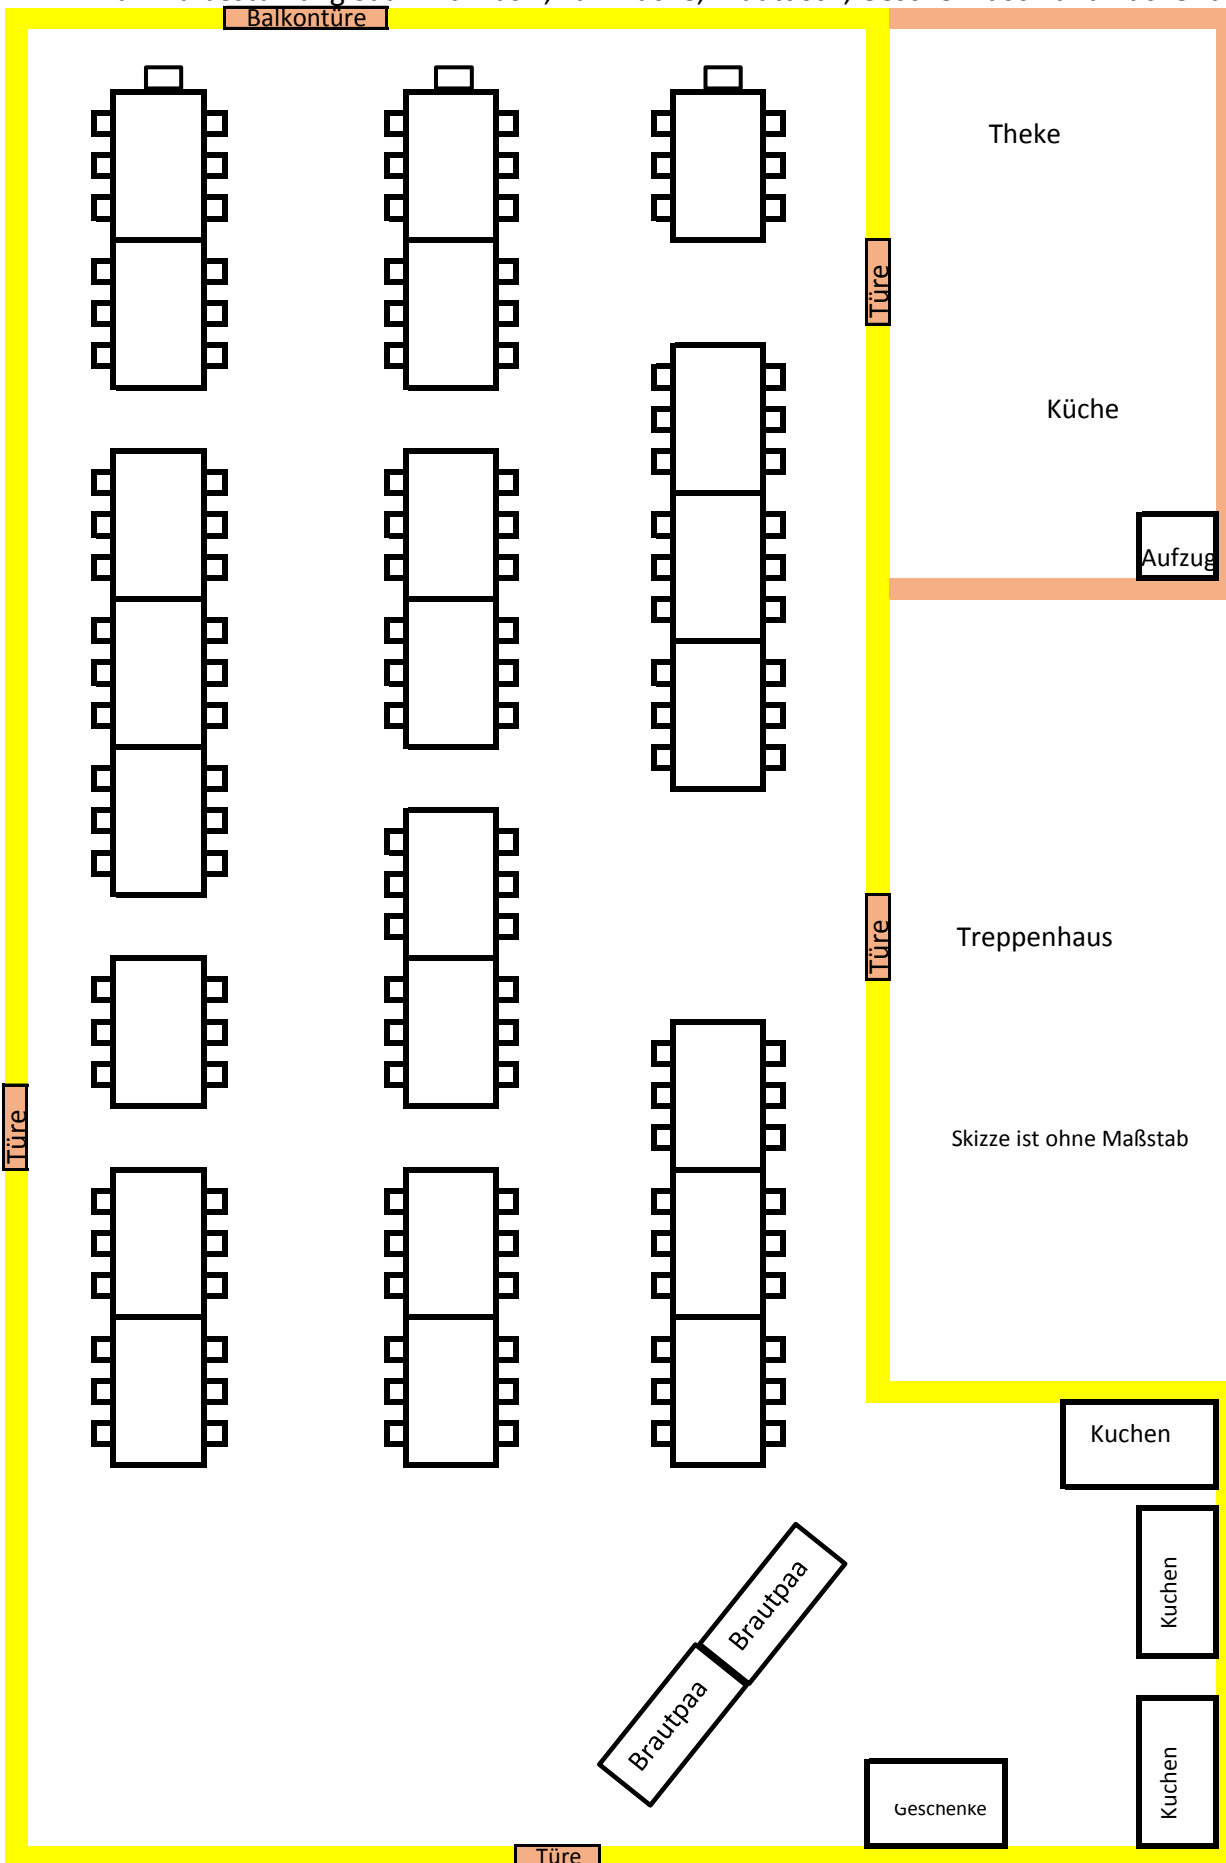 Balkontüre
Theke
Türe
Küche
Aufzug
Türe
Treppenhaus
Türe
Skizze ist ohne Maßstab
Kuchen
Kuchen
Brautpaa
Brautpaa
Kuchen
Geschenke
Türe